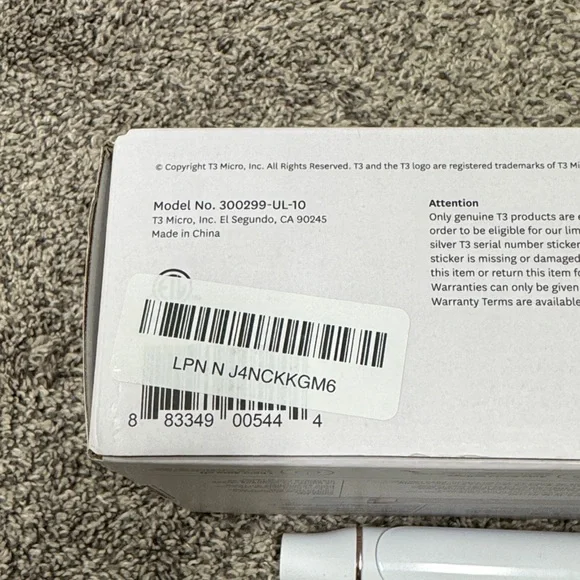 © Copyright T3 Micro, Inc. All Rights Reserved. T3 and the T3 logo are registered trademarks of T3
Model No. 300299-UL-10
T3 Micro, Inc. El Segundo, CA 90245
Made in China
Attention
Only genuine T3 products are
order to be eligible for our
silver T3 serial number
sticker is missing or damaged
this item or return this item
Warranties can only be given
Warranty Terms are available
LPN N J4NCKKGM6
8 83349 00544 4